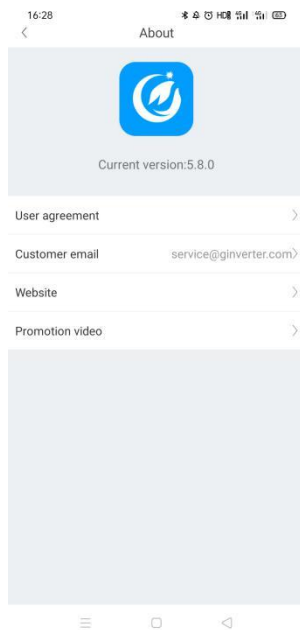 16:28
About
Current version:5.8.0
User agreement
Customer email service@ginverter.com
Website
Promotion video